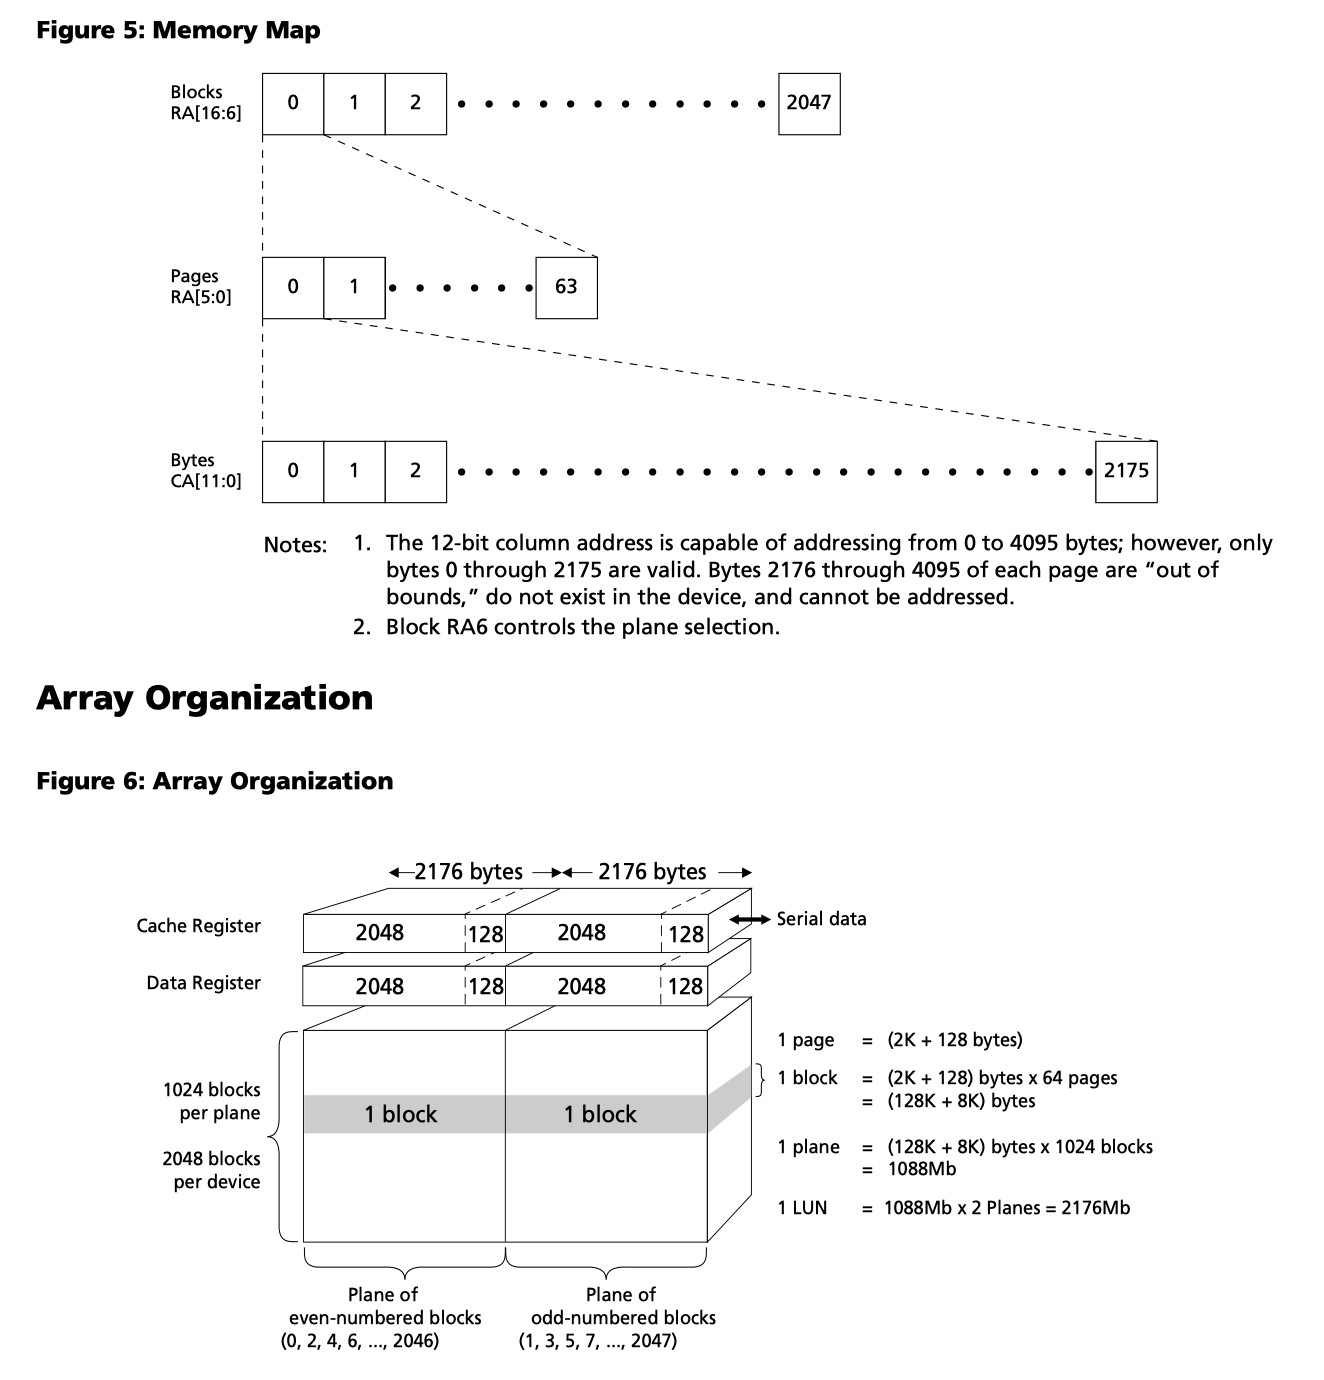 Figure 5: Memory Map
Blocks
RA[16:6]
0 1 2 2047
Pages
RA[5:0]
0 1 63
Bytes
CA[11:0]
0 1 2 2175
Notes: 1. The 12-bit column address is capable of addressing from 0 to 4095 bytes; however, only
bytes 0 through 2175 are valid. Bytes 2176 through 4095 of each page are “out of
bounds,” do not exist in the device, and cannot be addressed.
2. Block RA6 controls the plane selection.
Array Organization
Figure 6: Array Organization
2176 bytes 2176 bytes
Cache Register 2048 128 2048 128 Serial data
Data Register 2048 128 2048 128
1024 blocks
per plane
2048 blocks
per device
1 block 1 block
1 page = (2K + 128 bytes)
1 block = (2K + 128) bytes x 64 pages
= (128K + 8K) bytes
1 plane = (128K + 8K) bytes x 1024 blocks
= 1088Mb
1 LUN = 1088Mb x 2 Planes = 2176Mb
Plane of
even-numbered blocks
(0, 2, 4, 6, ..., 2046)
Plane of
odd-numbered blocks
(1, 3, 5, 7, ..., 2047)